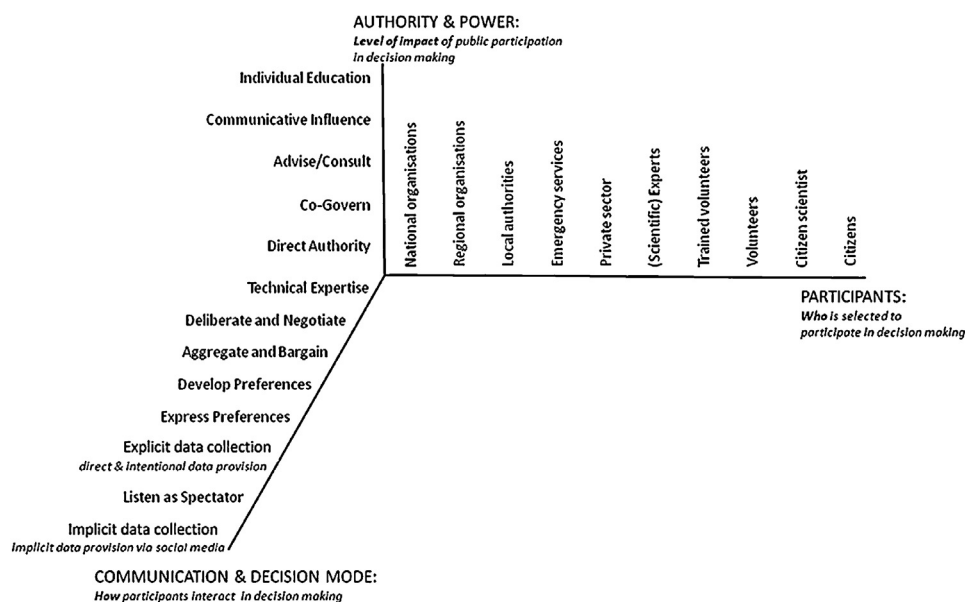 AUTHORITY & POWER:
Level of impact of public participation
in decision making
Individual Education
Communicative Influence
Advise/Consult
Co-Govern
Direct Authority
National organisations
Regional organisations
Local authorities
Emergency services
Private sector
(Scientific) Experts
Trained volunteers
Volunteers
Citizen scientist
Citizens
PARTICIPANTS:
Who is selected to
participate in decision making
Technical Expertise
Deliberate and Negotiate
Aggregate and Bargain
Develop Preferences
Express Preferences
Explicit data collection
direct & intentional data provision
Listen as Spectator
Implicit data collection
Implicit data provision via social media
COMMUNICATION & DECISION MODE:
How participants interact in decision making